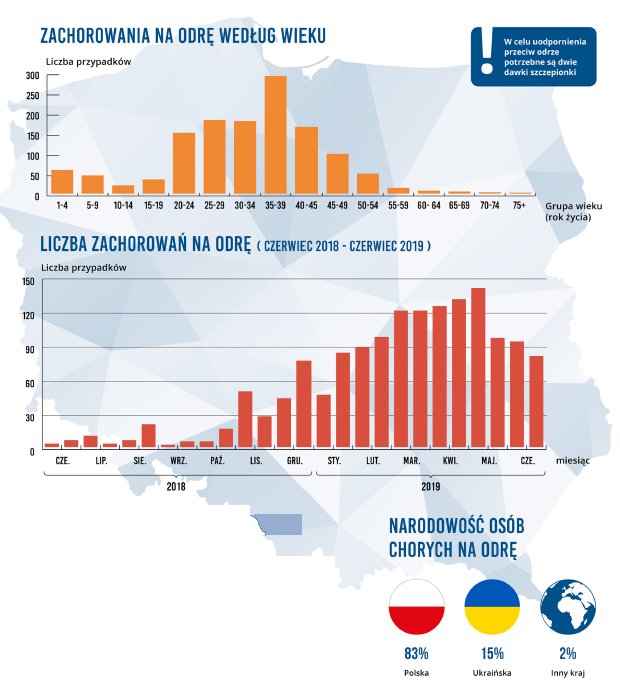 ZACHOROWANIA NA ODRĘ WEDŁUG WIEKU
W celu uodpornienia
przeciw odrze
potrzebne są dwie
dawki szczepionki
!
Liczba przypadków
300
250
200
150
100
50
0
1-4 5-9 10-14 15-19 20-24 25-29 30-34 35-39 40-45 45-49 50-54 55-59 60- 64 65-69 70-74 75+
Grupa wieku
(rok życia)
LICZBA ZACHOROWAŃ NA ODRĘ ( CZERWIEC 2018 - CZERWIEC 2019 )
Liczba przypadków
150
120
90
60
30
0
CZE. LIP. SIE. WRZ. PAŹ. LIS. GRU. STY. LUT. MAR. KWI. MAJ. CZE. miesiąc
2018 2019
NARODOWOŚĆ OSÓB
CHORYCH NA ODRĘ
83% 15% 2%
Polska Ukraińska Inny kraj